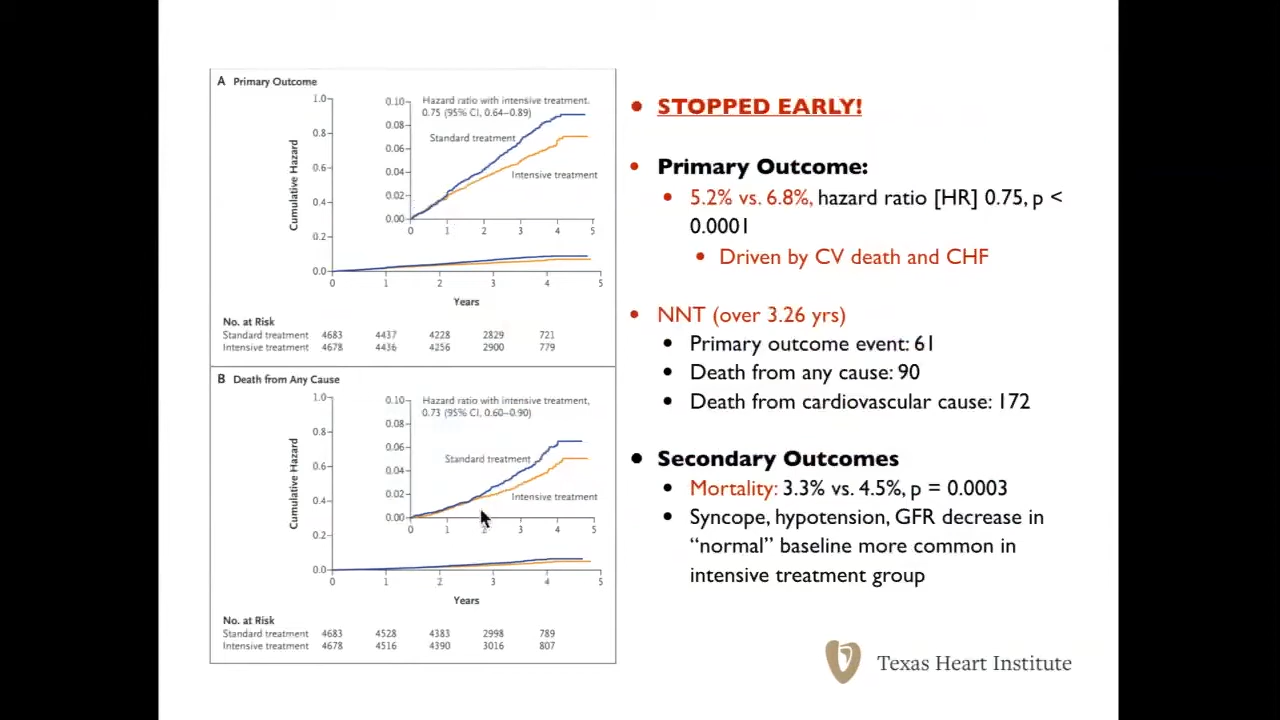 A Primary Outcome
1.0
0.8
0.6
0.4
0.2
0.0
Cumulative Hazard
0.10
0.08
0.06
0.04
0.02
0.00
Hazard ratio with intensive treatment,
0.75 (95% CI, 0.64–0.89)
Standard treatment
Intensive treatment
0 1 2 3 4 5
0 1 2 3 4 5
Years
No. at Risk
Standard treatment 4683 4437 4228 2829 721
Intensive treatment 4678 4436 4256 2900 779
B Death from Any Cause
1.0
0.8
0.6
0.4
0.2
0.0
Cumulative Hazard
0.10
0.08
0.06
0.04
0.02
0.00
Hazard ratio with intensive treatment,
0.73 (95% CI, 0.60–0.90)
Standard treatment
Intensive treatment
0 1 2 3 4 5
0 1 2 3 4 5
Years
No. at Risk
Standard treatment 4683 4528 4383 2998 789
Intensive treatment 4678 4516 4390 3016 807
• STOPPED EARLY!
• Primary Outcome:
• 5.2% vs. 6.8%, hazard ratio [HR] 0.75, p <
0.0001
• Driven by CV death and CHF
• NNT (over 3.26 yrs)
• Primary outcome event: 61
• Death from any cause: 90
• Death from cardiovascular cause: 172
• Secondary Outcomes
• Mortality: 3.3% vs. 4.5%, p = 0.0003
• Syncope, hypotension, GFR decrease in
“normal” baseline more common in
intensive treatment group
Texas Heart Institute